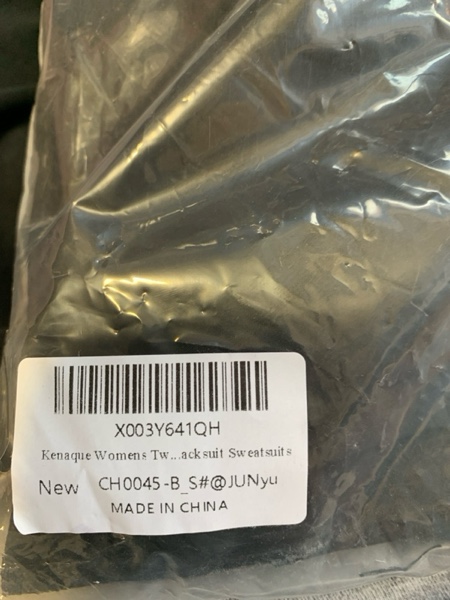 X003Y641QH
Kenaque Womens Tw...acksuit Sweatsuits
New CH0045-B_S#@JUNyu
MADE IN CHINA